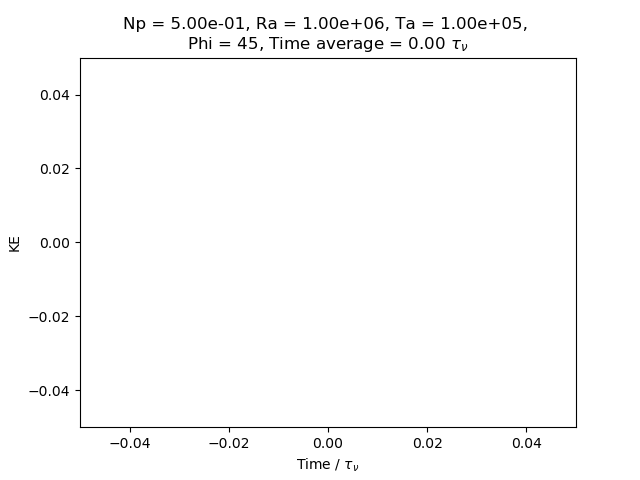 Np = 5.00e-01, Ra = 1.00e+06, Ta = 1.00e+05,
Phi = 45, Time average = 0.00 τν
0.04
0.02
0.00
−0.02
−0.04
KE
−0.04
−0.02
0.00
0.02
0.04
Time / τν